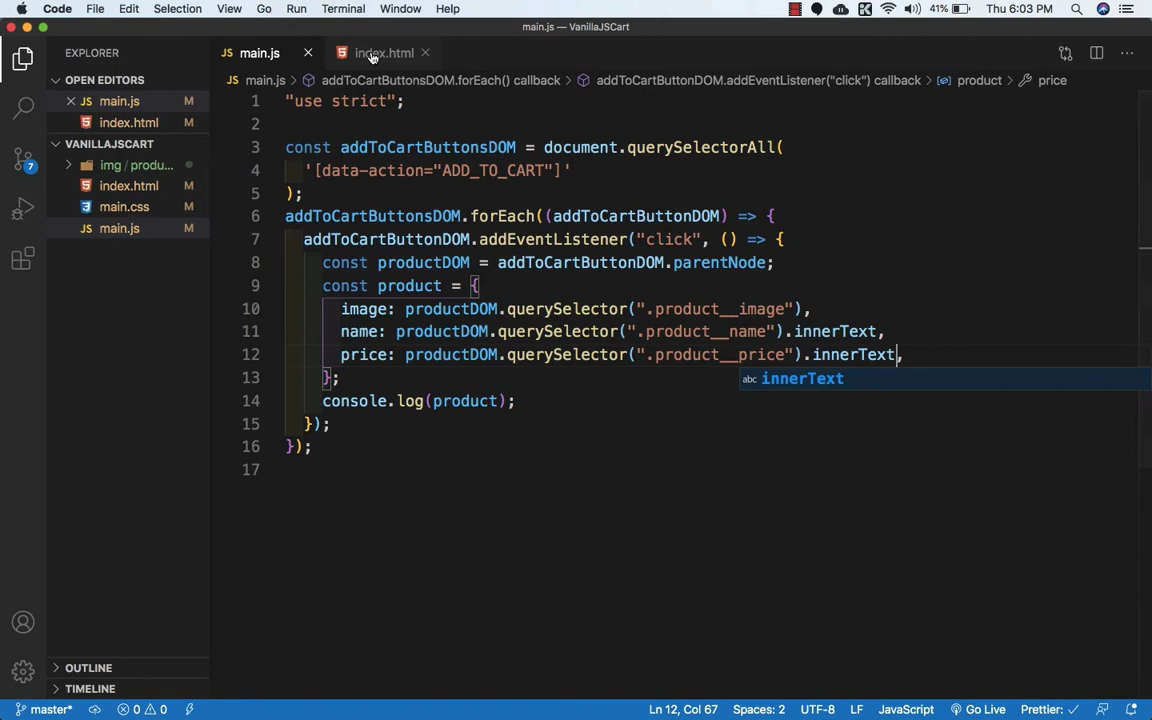 Code File Edit Selection View Go Run Terminal Window Help 41% Thu 6:03 PM
main.js — VanillaJSCart
EXPLORER JS main.js index.html
OPEN EDITORS
main.js > addToCartButtonsDOM.forEach() callback > addToCartButtonDOM.addEventListener("click") callback > product > price
JS main.js M
index.html M
VANILLAJSCART
img / produ...
index.html M
main.css M
JS main.js M
7
1 "use strict";
2
3 const addToCartButtonsDOM = document.querySelectorAll(
4 '[data-action="ADD_TO_CART"]'
5 );
6 addToCartButtonsDOM.forEach((addToCartButtonDOM) => {
7 addToCartButtonDOM.addEventListener("click", () => {
8 const productDOM = addToCartButtonDOM.parentNode;
9 const product = {
10 image: productDOM.querySelector(".product__image"),
11 name: productDOM.querySelector(".product__name").innerText,
12 price: productDOM.querySelector(".product__price").innerText,
abc innerText
13 };
14 console.log(product);
15 });
16 });
17
OUTLINE
TIMELINE
master* 0 0 Ln 12, Col 67 Spaces: 2 UTF-8 LF JavaScript Go Live Prettier: ✓